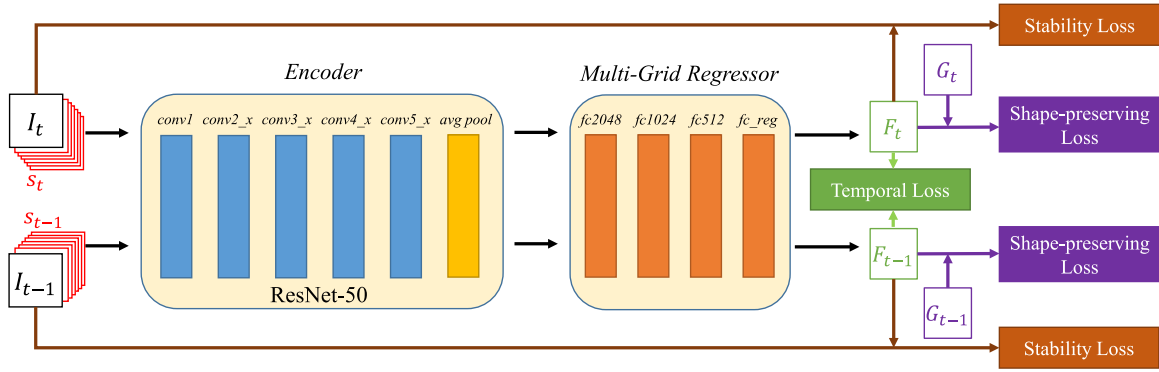 Stability Loss
Encoder
Multi-Grid Regressor
G_t
I_t
conv1 conv2_x conv3_x conv4_x conv5_x avg pool
fc2048 fc1024 fc512 fc_reg
F_t
Shape-preserving
Loss
s_t
Temporal Loss
s_{t-1}
I_{t-1}
F_{t-1}
Shape-preserving
Loss
ResNet-50
G_{t-1}
Stability Loss